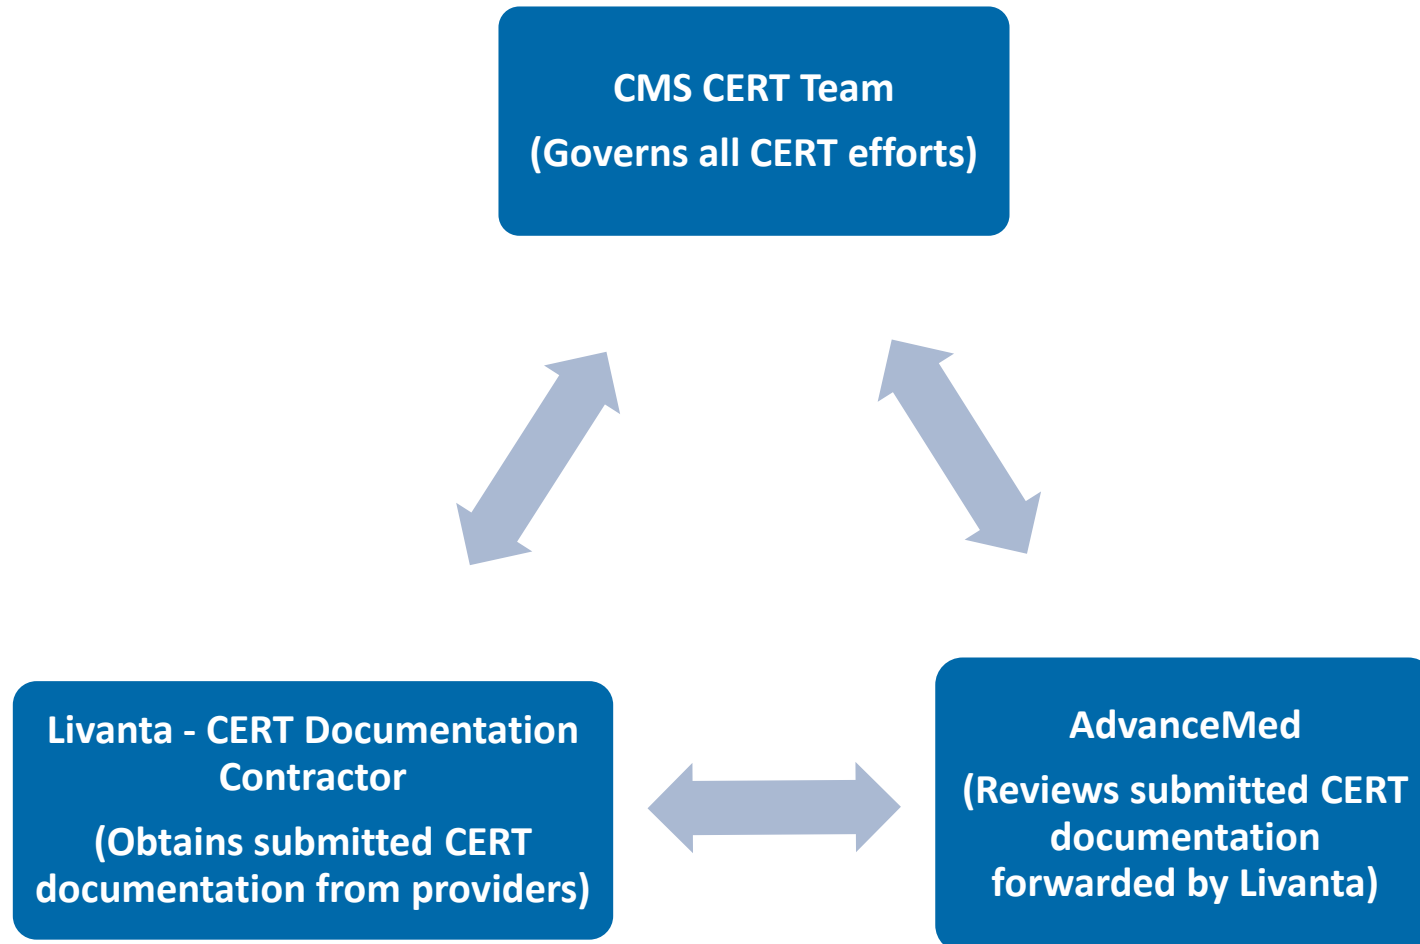 CMS CERT Team
(Governs all CERT efforts)
Livanta - CERT Documentation
Contractor
(Obtains submitted CERT
documentation from providers)
AdvanceMed
(Reviews submitted CERT
documentation
forwarded by Livanta)